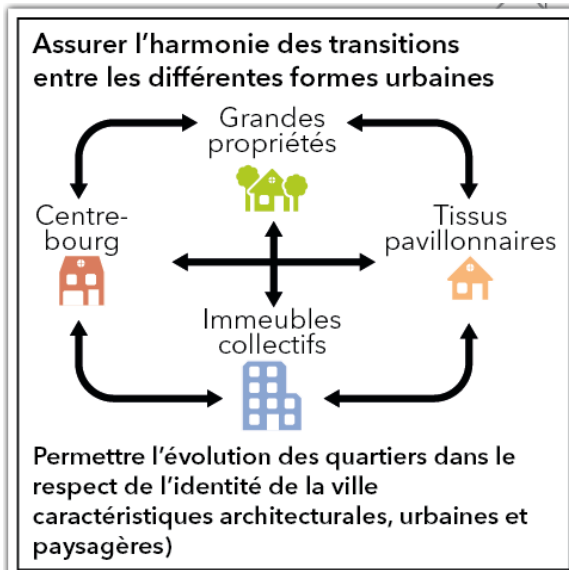 Assurer l’harmonie des transitions
entre les différentes formes urbaines
Grandes
propriétés
Centre-
bourg
Tissus
pavillonnaires
Immeubles
collectifs
Permettre l’évolution des quartiers dans le
respect de l’identité de la ville
caractéristiques architecturales, urbaines et
paysagères)